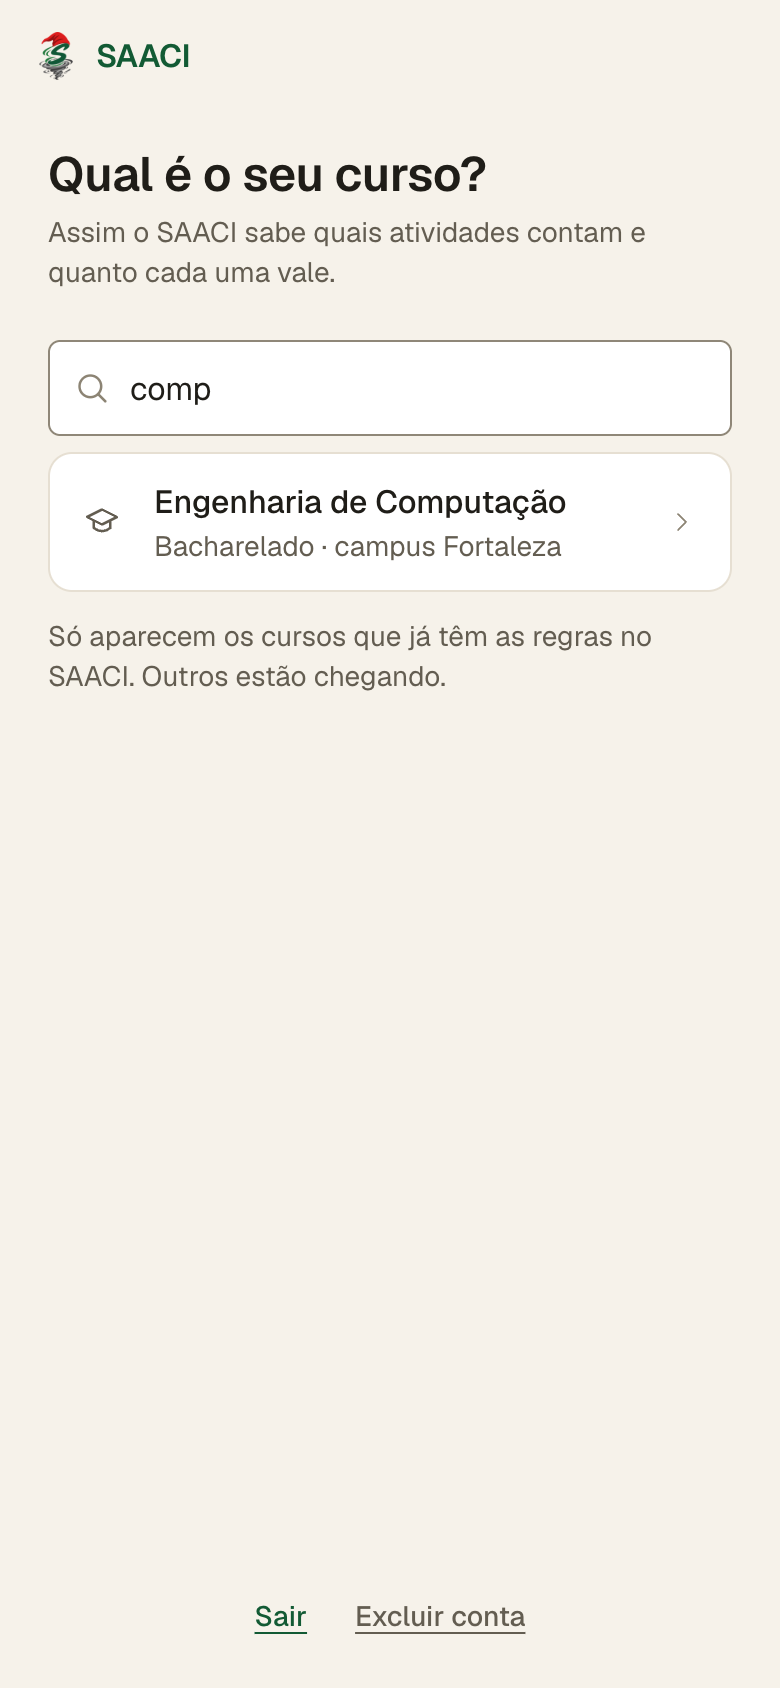 SAACI
Qual é o seu curso?
Assim o SAACI sabe quais atividades contam e
quanto cada uma vale.
comp
Engenharia de Computação
Bacharelado · campus Fortaleza
Só aparecem os cursos que já têm as regras no
SAACI. Outros estão chegando.
Sair
Excluir conta